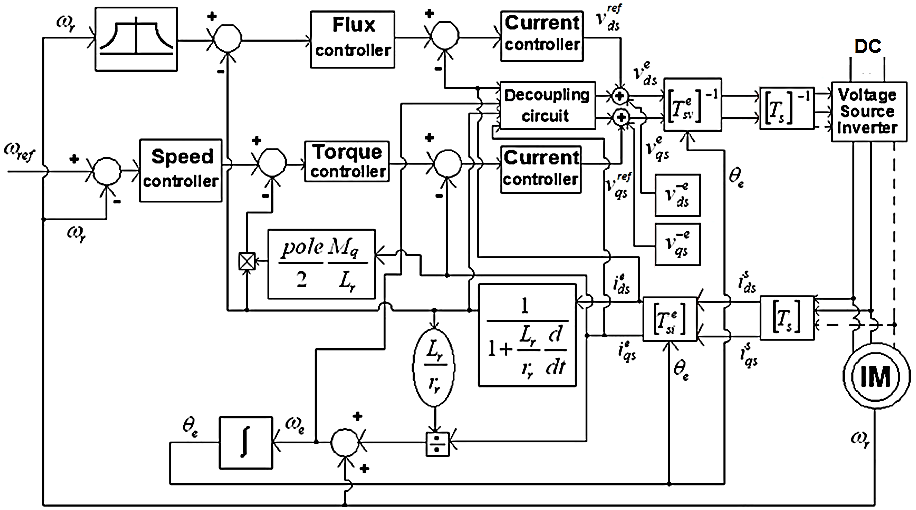 ω_r
Flux
controller
Current
controller
v_ds^ref
DC
v_ds^e
Decoupling
circuit
[T_sv^e]^-1
[T_s]^-1
Voltage
Source
Inverter
ω_ref
Speed
controller
Torque
controller
Current
controller
v_qs^ref
v_qs^e
θ_e
v_ds^-e
v_qs^-e
ω_r
pole/2 M_q/L_r
i_ds^e
[T_si^e]
i_ds^s
[T_s]
1/(1+ L_r/r_r d/dt)
i_qs^e
i_qs^s
θ_e
L_r/r_r
IM
θ_e
∫
ω_e
÷
ω_r
+
-
+
-
+
+
+
-
+
-
+
-
+
+